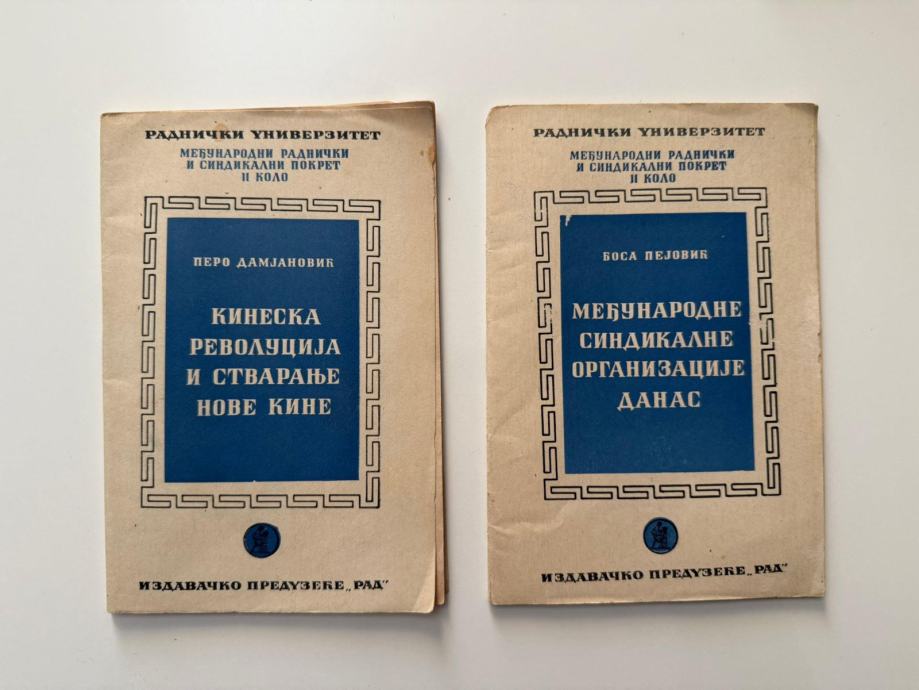 РАДНИЧКИ УНИВЕРЗИТЕТ
МЕЂУНАРОДНИ РАДНИЧКИ
И СИНДИКАЛНИ ПОКРЕТ
II КОЛО
ПЕРО ДАМЈАНОВИЋ
КИНЕСКА
РЕВОЛУЦИЈА
И СТВАРАЊЕ
НОВЕ КИНЕ
ИЗДАВАЧКО ПРЕДУЗЕЋЕ „РАД"
РАДНИЧКИ УНИВЕРЗИТЕТ
МЕЂУНАРОДНИ РАДНИЧКИ
И СИНДИКАЛНИ ПОКРЕТ
II КОЛО
БОСА ПЕЈОВИЋ
МЕЂУНАРОДНЕ
СИНДИКАЛНЕ
ОРГАНИЗАЦИЈЕ
ДАНАС
ИЗДАВАЧКО ПРЕДУЗЕЋЕ „РАД"